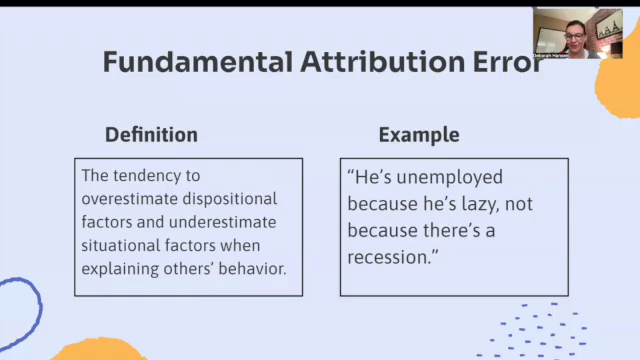 Fundamental Attribution Error
Definition
Example
The tendency to
overestimate dispositional
factors and underestimate
situational factors when
explaining others' behavior.
“He's unemployed
because he's lazy, not
because there's a
recession.”
Deborah